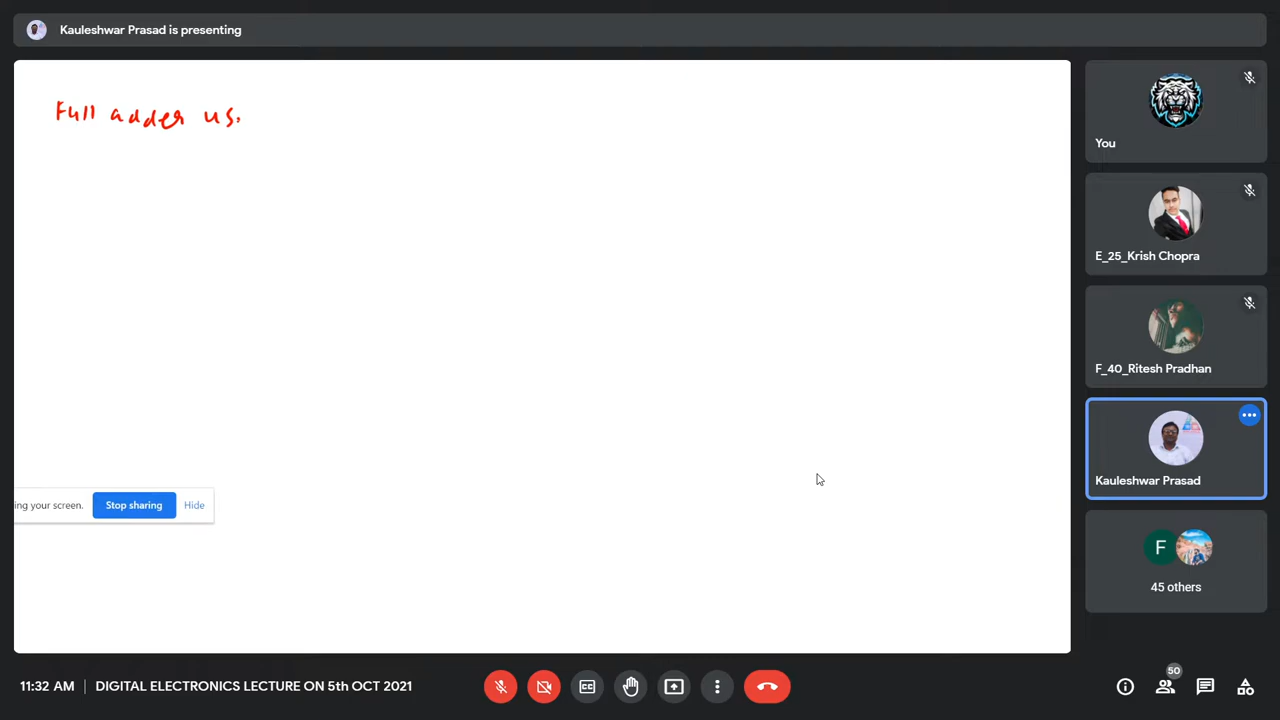 Kauleshwar Prasad is presenting
Full adder us.
You
E_25_Krish Chopra
F_40_Ritesh Pradhan
Kauleshwar Prasad
ing your screen.
Stop sharing
Hide
F
45 others
11:32 AM
DIGITAL ELECTRONICS LECTURE ON 5th OCT 2021
CC
50